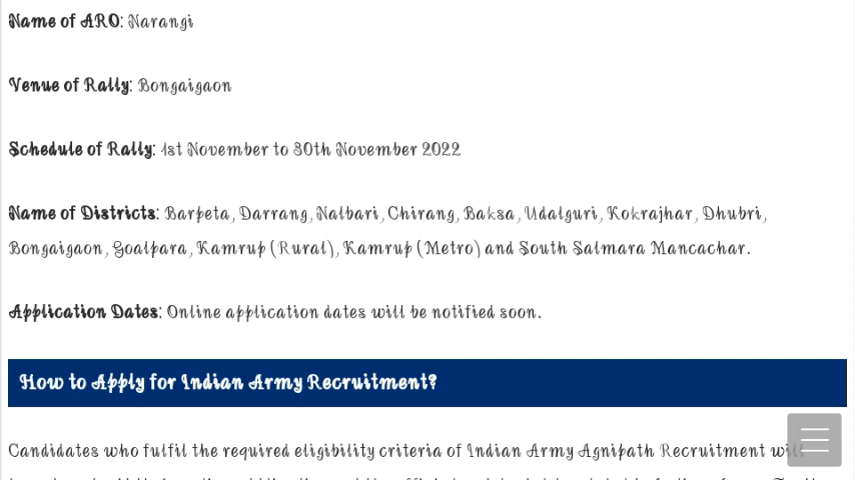 Name of ARO: Narangi
Venue of Rally: Bongaigaon
Schedule of Rally: 1st November to 30th November 2022
Name of Districts: Barpeta, Darrang, Nalbari, Chirang, Baksa, Udalguri, Kokrajhar, Dhubri,
Bongaigaon, Goalpara, Kamrup (Rural), Kamrup (Metro) and South Salmara Mancachar.
Application Dates: Online application dates will be notified soon.
How to Apply for Indian Army Recruitment?
Candidates who fulfil the required eligibility criteria of Indian Army Agnipath Recruitment will